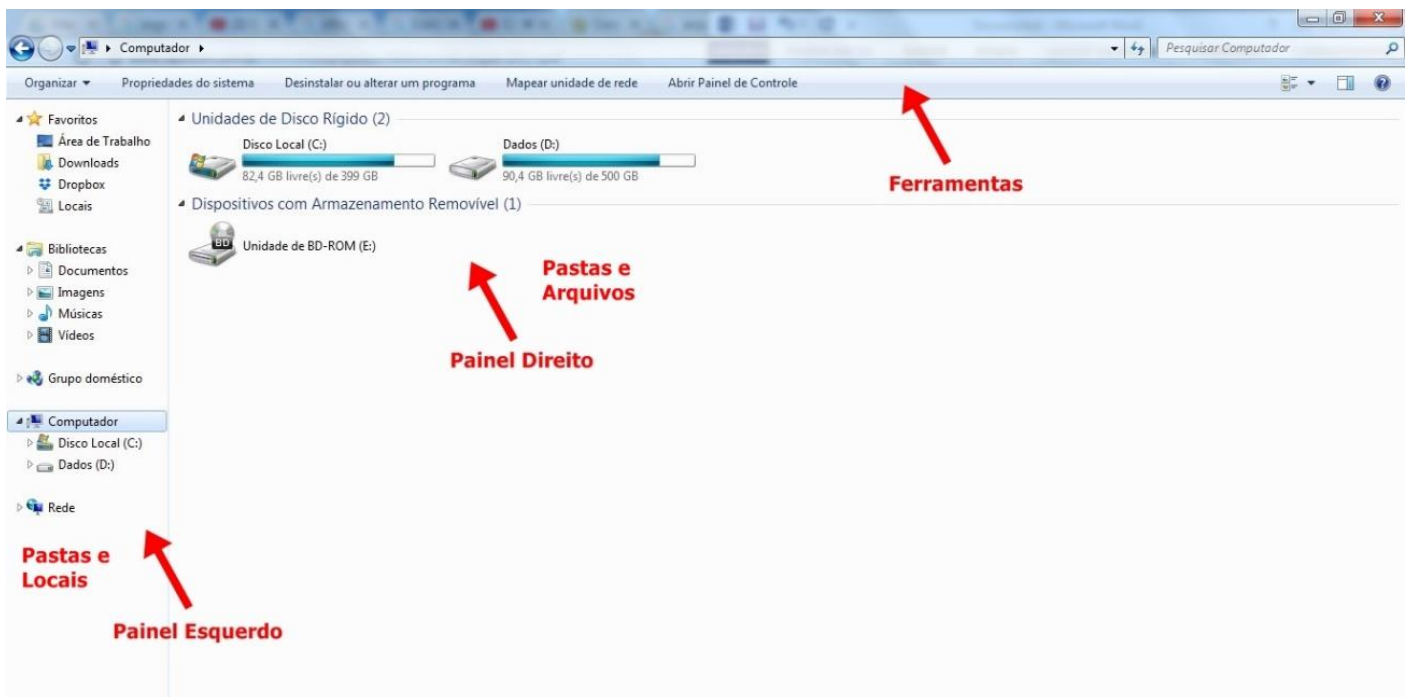 Computador
Pesquisar Computador
Organizar Propriedades do sistema Desinstalar ou alterar um programa Mapear unidade de rede Abrir Painel de Controle
Favoritos
Área de Trabalho
Downloads
Dropbox
Locais
Bibliotecas
Documentos
Imagens
Músicas
Vídeos
Grupo doméstico
Computador
Disco Local (C:)
Dados (D:)
Rede
Pastas e
Locais
Painel Esquerdo
Unidades de Disco Rígido (2)
Disco Local (C:)
82,4 GB livre(s) de 399 GB
Dados (D:)
90,4 GB livre(s) de 500 GB
Dispositivos com Armazenamento Removível (1)
BD
Unidade de BD-ROM (E:)
Pastas e
Arquivos
Painel Direito
Ferramentas